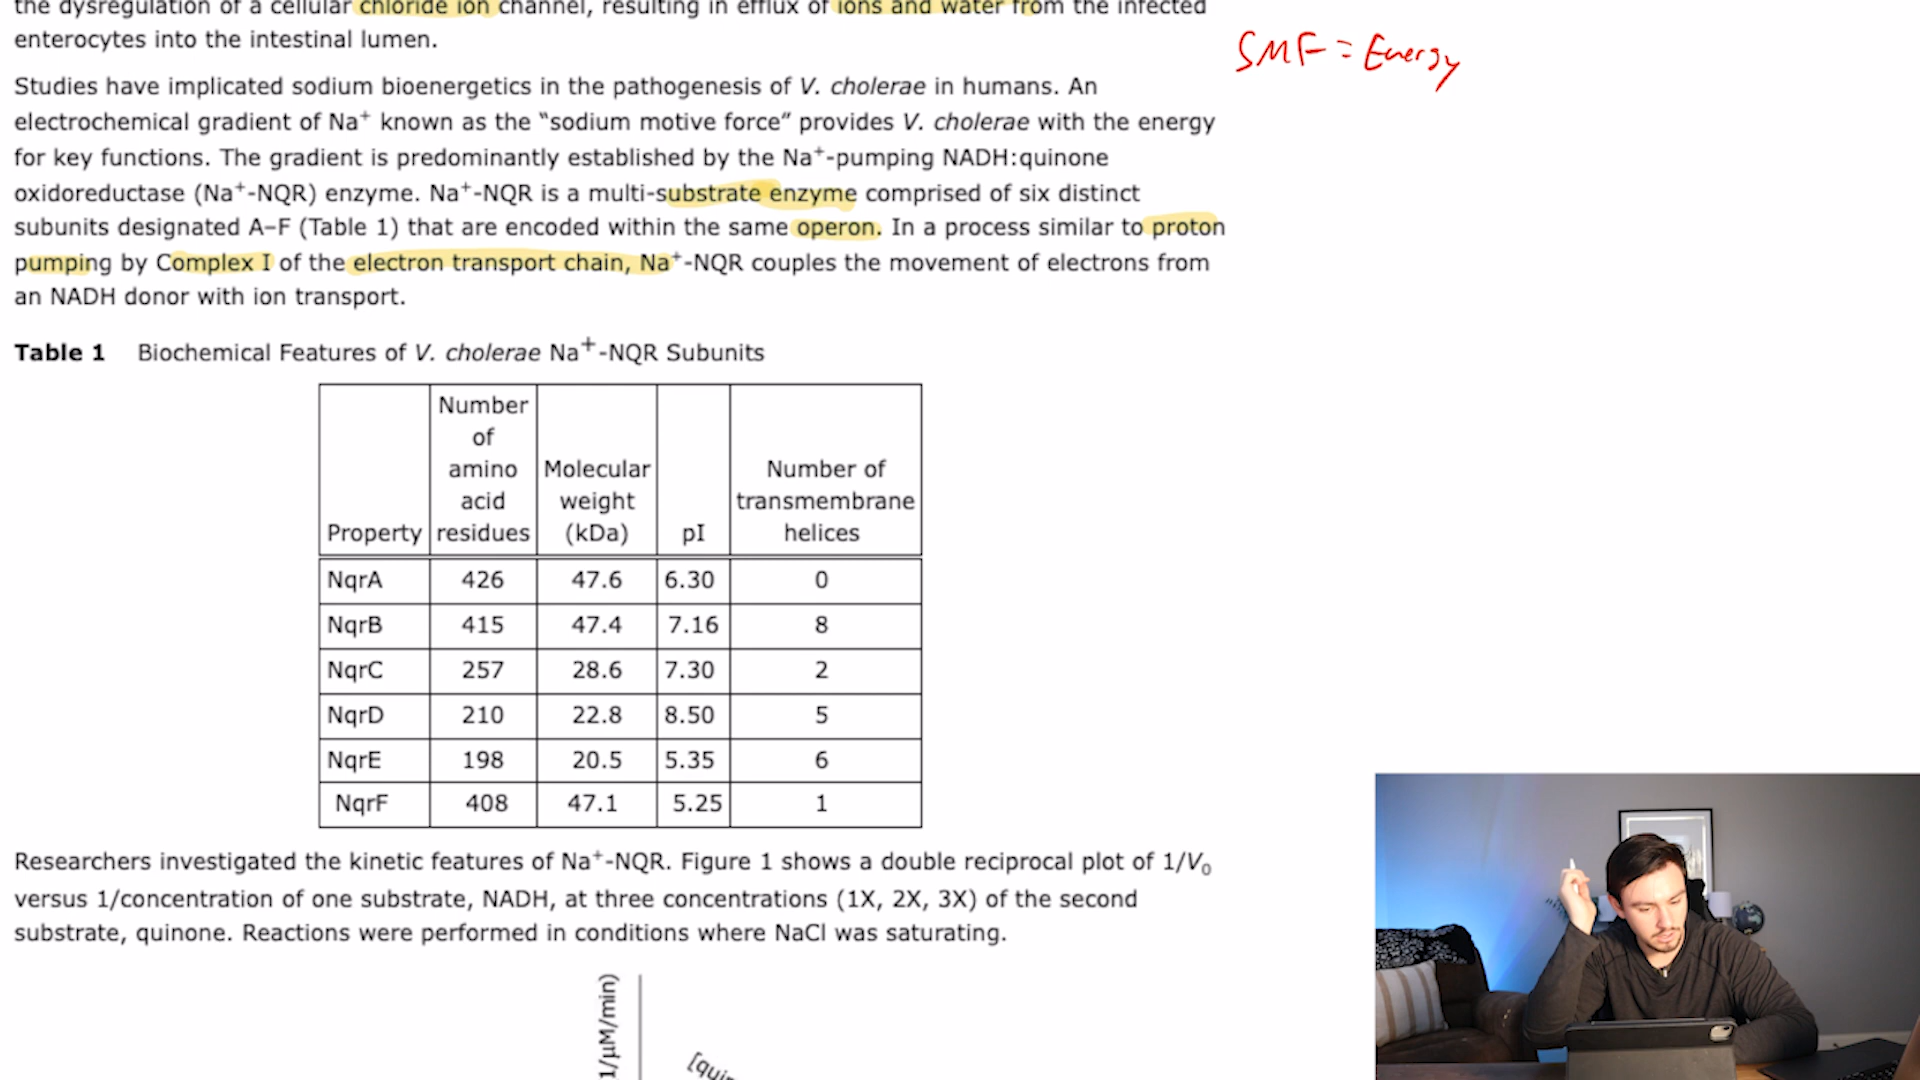 the dysregulation of a cellular chloride ion channel, resulting in efflux of ions and water from the infected
enterocytes into the intestinal lumen.
SMF = Energy
Studies have implicated sodium bioenergetics in the pathogenesis of V. cholerae in humans. An
electrochemical gradient of Na⁺ known as the “sodium motive force” provides V. cholerae with the energy
for key functions. The gradient is predominantly established by the Na⁺-pumping NADH:quinone
oxidoreductase (Na⁺-NQR) enzyme. Na⁺-NQR is a multi-substrate enzyme comprised of six distinct
subunits designated A–F (Table 1) that are encoded within the same operon. In a process similar to proton
pumping by Complex I of the electron transport chain, Na⁺-NQR couples the movement of electrons from
an NADH donor with ion transport.
Table 1 Biochemical Features of V. cholerae Na⁺-NQR Subunits
Property Number of amino acid residues Molecular weight (kDa) pI Number of transmembrane helices
NqrA 426 47.6 6.30 0
NqrB 415 47.4 7.16 8
NqrC 257 28.6 7.30 2
NqrD 210 22.8 8.50 5
NqrE 198 20.5 5.35 6
NqrF 408 47.1 5.25 1
Researchers investigated the kinetic features of Na⁺-NQR. Figure 1 shows a double reciprocal plot of 1/V₀
versus 1/concentration of one substrate, NADH, at three concentrations (1X, 2X, 3X) of the second
substrate, quinone. Reactions were performed in conditions where NaCl was saturating.
1/µM/min)